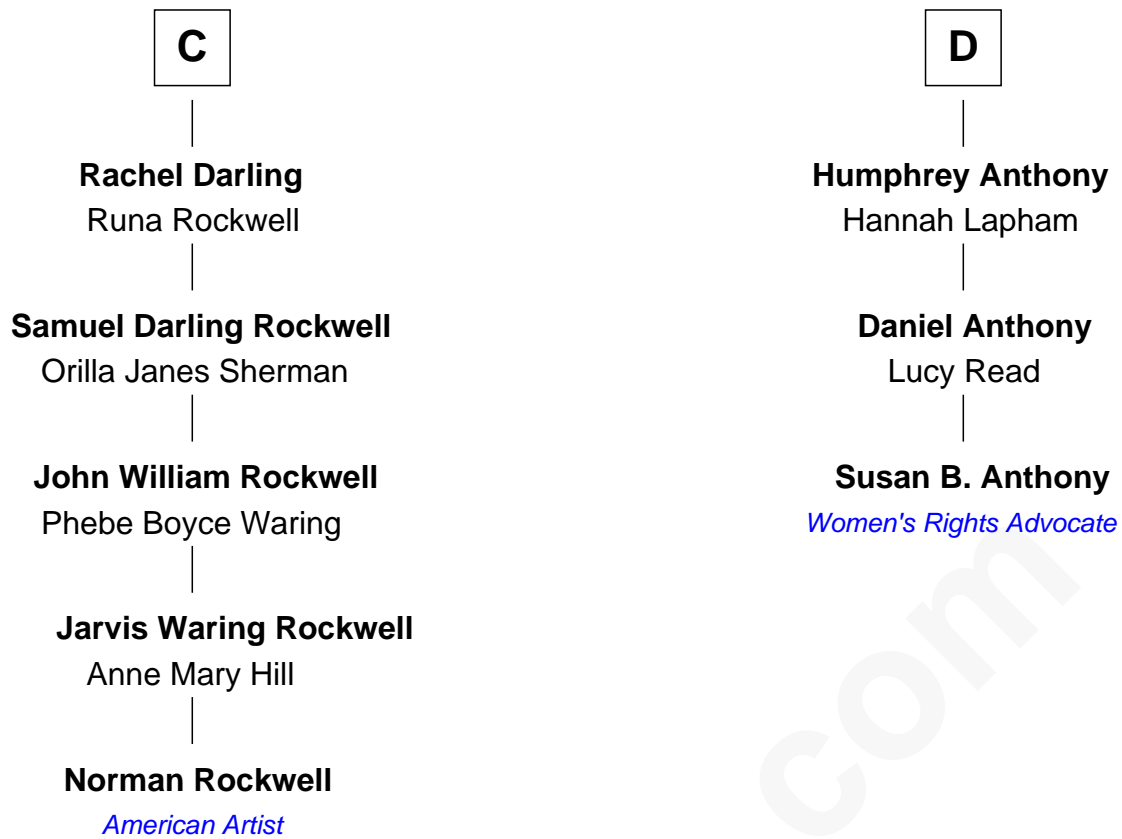 C
Rachel Darling
Runa Rockwell
Samuel Darling Rockwell
Orilla Janes Sherman
John William Rockwell
Phebe Boyce Waring
Jarvis Waring Rockwell
Anne Mary Hill
Norman Rockwell
American Artist
D
Humphrey Anthony
Hannah Lapham
Daniel Anthony
Lucy Read
Susan B. Anthony
Women's Rights Advocate
com